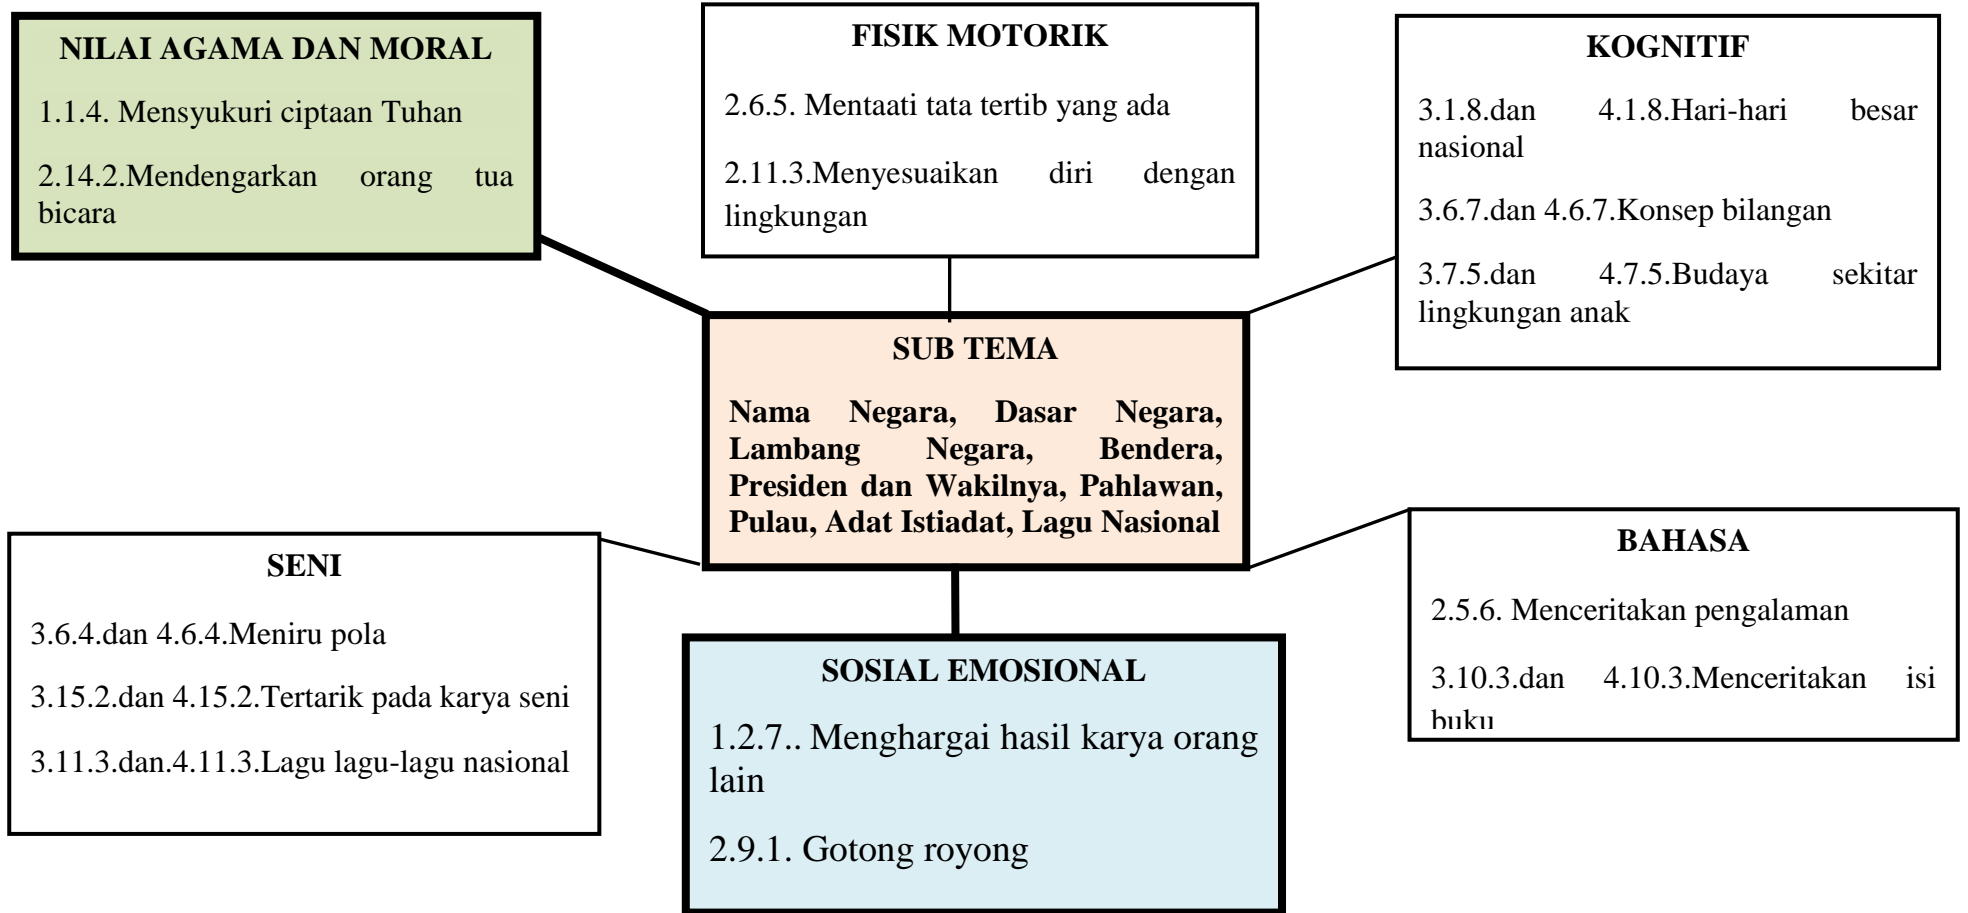 NILAI AGAMA DAN MORAL
1.1.4. Mensyukuri ciptaan Tuhan
2.14.2.Mendengarkan orang tua
bicara
FISIK MOTORIK
2.6.5. Mentaati tata tertib yang ada
2.11.3.Menyesuaikan diri dengan
lingkungan
KOGNITIF
3.1.8.dan 4.1.8.Hari-hari besar
nasional
3.6.7.dan 4.6.7.Konsep bilangan
3.7.5.dan 4.7.5.Budaya sekitar
lingkungan anak
SUB TEMA
Nama Negara, Dasar Negara,
Lambang Negara, Bendera,
Presiden dan Wakilnya, Pahlawan,
Pulau, Adat Istiadat, Lagu Nasional
SENI
3.6.4.dan 4.6.4.Meniru pola
3.15.2.dan 4.15.2.Tertarik pada karya seni
3.11.3.dan.4.11.3.Lagu lagu-lagu nasional
SOSIAL EMOSIONAL
1.2.7.. Menghargai hasil karya orang
lain
2.9.1. Gotong royong
BAHASA
2.5.6. Menceritakan pengalaman
3.10.3.dan 4.10.3.Menceritakan isi
buku